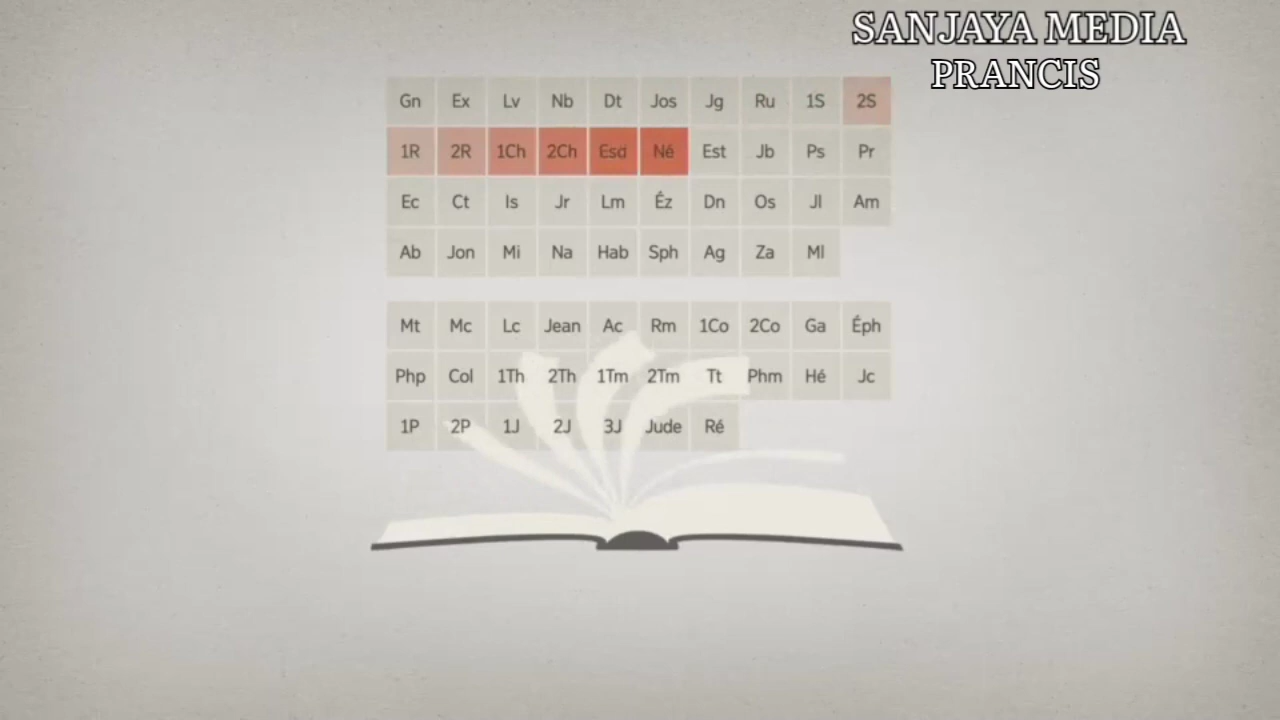 SANJAYA MEDIA
PRANCIS
Gn Ex Lv Nb Dt Jos Jg Ru 1S 2S
1R 2R 1Ch 2Ch Esd Né Est Jb Ps Pr
Ec Ct Is Jr Lm Éz Dn Os Jl Am
Ab Jon Mi Na Hab Sph Ag Za Ml
Mt Mc Lc Jean Ac Rm 1Co 2Co Ga Éph
Php Col 1Th 2Th 1Tm 2Tm Tt Phm Hé Jc
1P 2P 1J 2J 3J Jude Ré